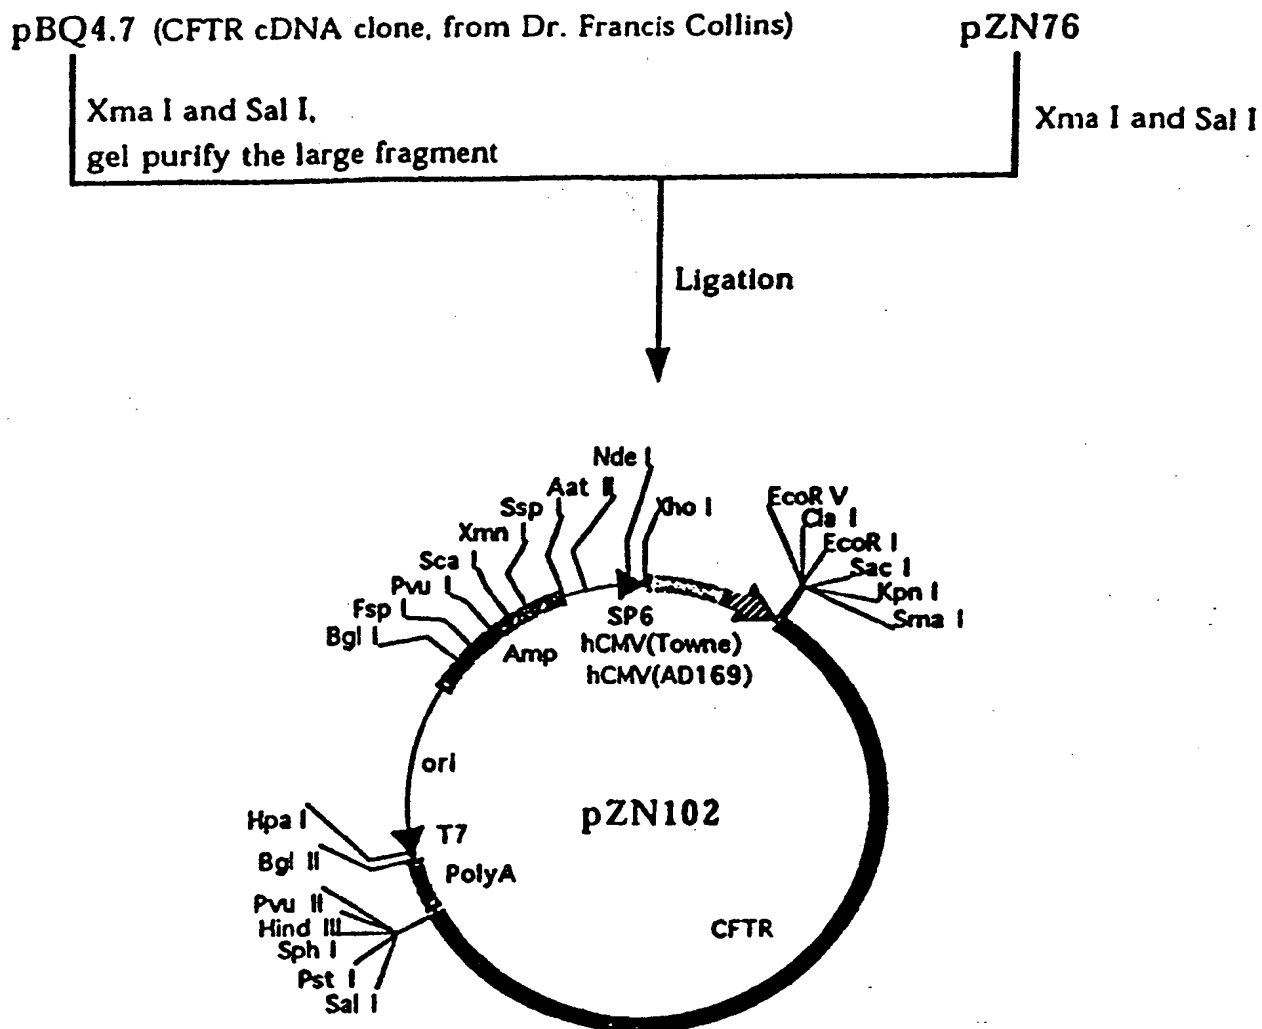 pBQ4.7 (CFTR cDNA clone, from Dr. Francis Collins)
pZN76
Xma I and Sal I,
gel purify the large fragment
Xma I and Sal I
Ligation
Nde I
Aat II
Ssp I
Xmn I
Sca I
Pvu I
Fsp I
Bgl I
Xho I
EcoR V
Cla I
EcoR I
Sac I
Kpn I
Sma I
SP6
hCMV(Towne)
hCMV(AD169)
Amp
ori
pZN102
Hpa I
T7
Bgl II
PolyA
Pvu II
Hind III
Sph I
Pst I
Sal I
CFTR